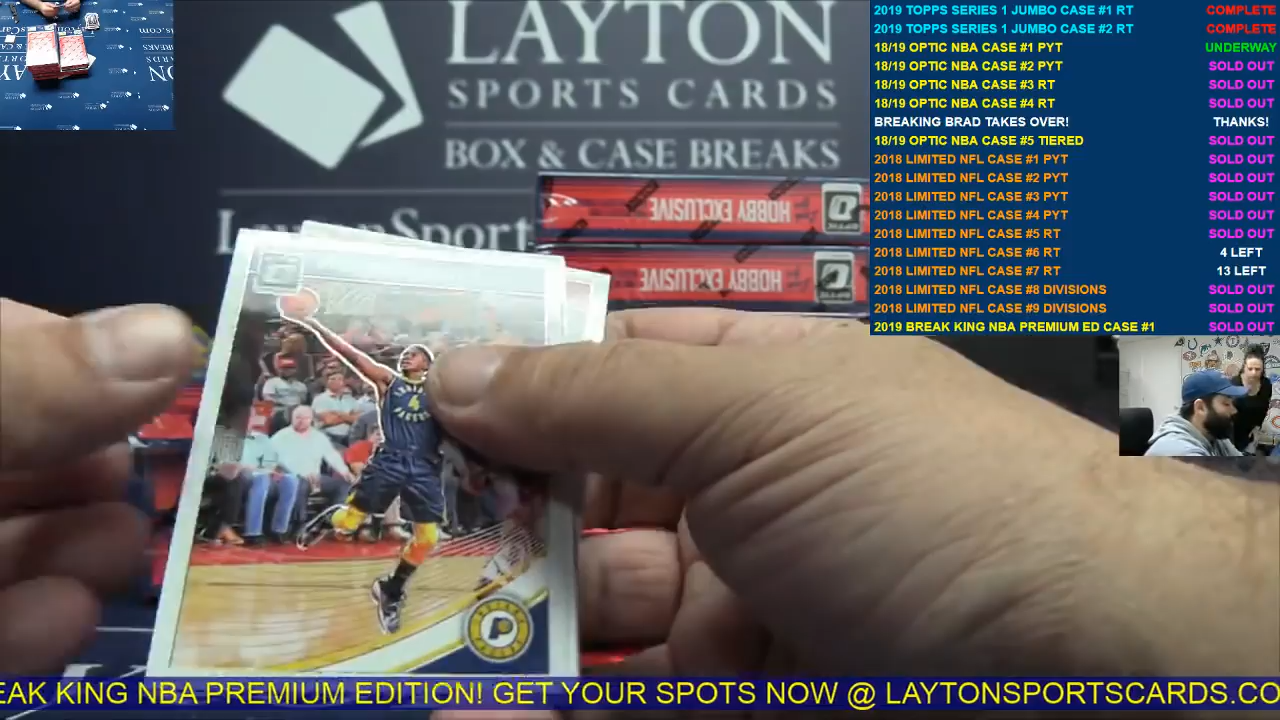 LAYTON
SPORTS CARDS
BOX & CASE BREAKS
LaytonSport
HOBBY EXCLUSIVE
HOBBY EXCLUSIVE
4
PACERS
2019 TOPPS SERIES 1 JUMBO CASE #1 RT COMPLETE
2019 TOPPS SERIES 1 JUMBO CASE #2 RT COMPLETE
18/19 OPTIC NBA CASE #1 PYT UNDERWAY
18/19 OPTIC NBA CASE #2 PYT SOLD OUT
18/19 OPTIC NBA CASE #3 RT SOLD OUT
18/19 OPTIC NBA CASE #4 RT SOLD OUT
BREAKING BRAD TAKES OVER! THANKS!
18/19 OPTIC NBA CASE #5 TIERED SOLD OUT
2018 LIMITED NFL CASE #1 PYT SOLD OUT
2018 LIMITED NFL CASE #2 PYT SOLD OUT
2018 LIMITED NFL CASE #3 PYT SOLD OUT
2018 LIMITED NFL CASE #4 PYT SOLD OUT
2018 LIMITED NFL CASE #5 RT SOLD OUT
2018 LIMITED NFL CASE #6 RT 4 LEFT
2018 LIMITED NFL CASE #7 RT 13 LEFT
2018 LIMITED NFL CASE #8 DIVISIONS SOLD OUT
2018 LIMITED NFL CASE #9 DIVISIONS SOLD OUT
2019 BREAK KING NBA PREMIUM ED CASE #1 SOLD OUT
EAK KING NBA PREMIUM EDITION! GET YOUR SPOTS NOW @ LAYTONSPORTSCARDS.CO